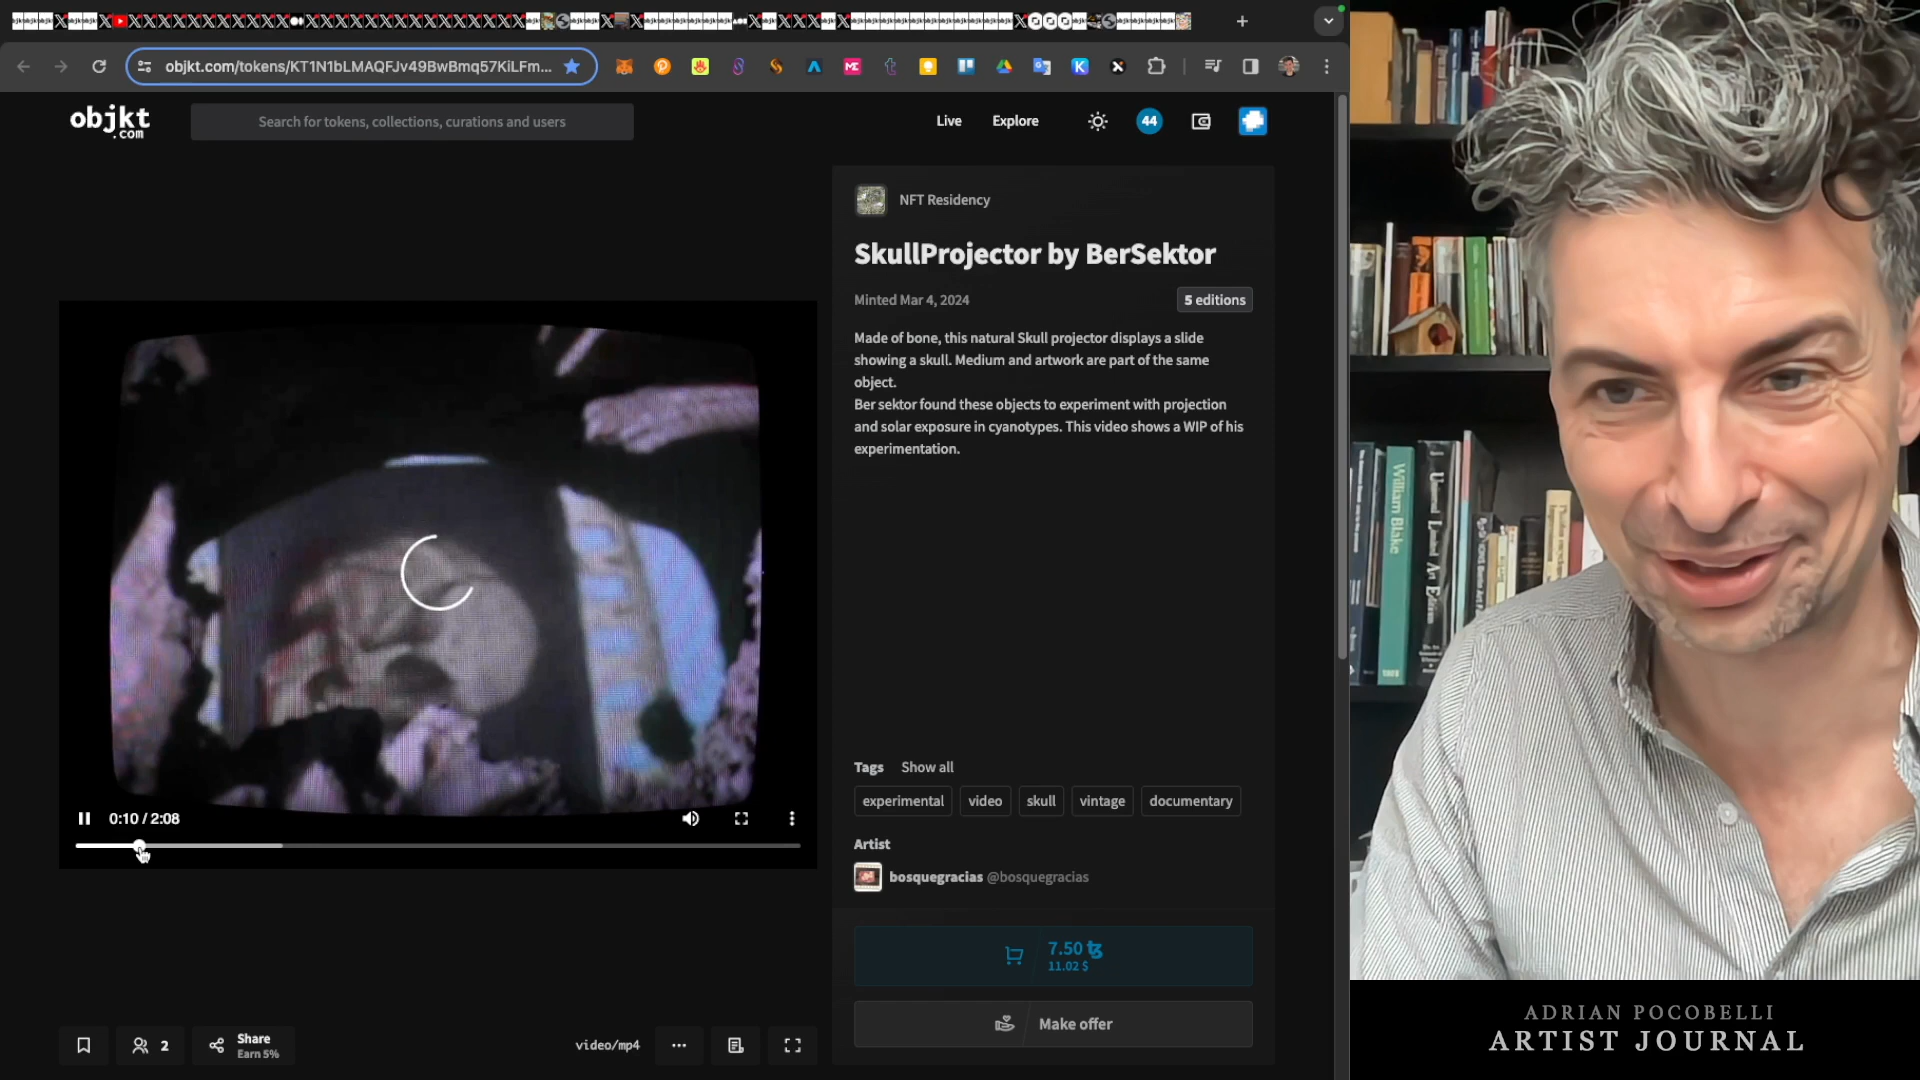 objkt.com/tokens/KT1N1bLMAQFJv49BwBmq57KiLFm...
objkt
.com
Search for tokens, collections, curations and users
Live
Explore
44
NFT Residency
SkullProjector by BerSektor
Minted Mar 4, 2024
5 editions
Made of bone, this natural Skull projector displays a slide
showing a skull. Medium and artwork are part of the same
object.
Ber sektor found these objects to experiment with projection
and solar exposure in cyanotypes. This video shows a WIP of his
experimentation.
0:10 / 2:08
Tags
Show all
experimental
video
skull
vintage
documentary
Artist
bosquegracias @bosquegracias
7.50 ꜩ
11.02 $
Make offer
2
Share
Earn 5%
video/mp4
William Blake
ADRIAN POCOBELLI
ARTIST JOURNAL